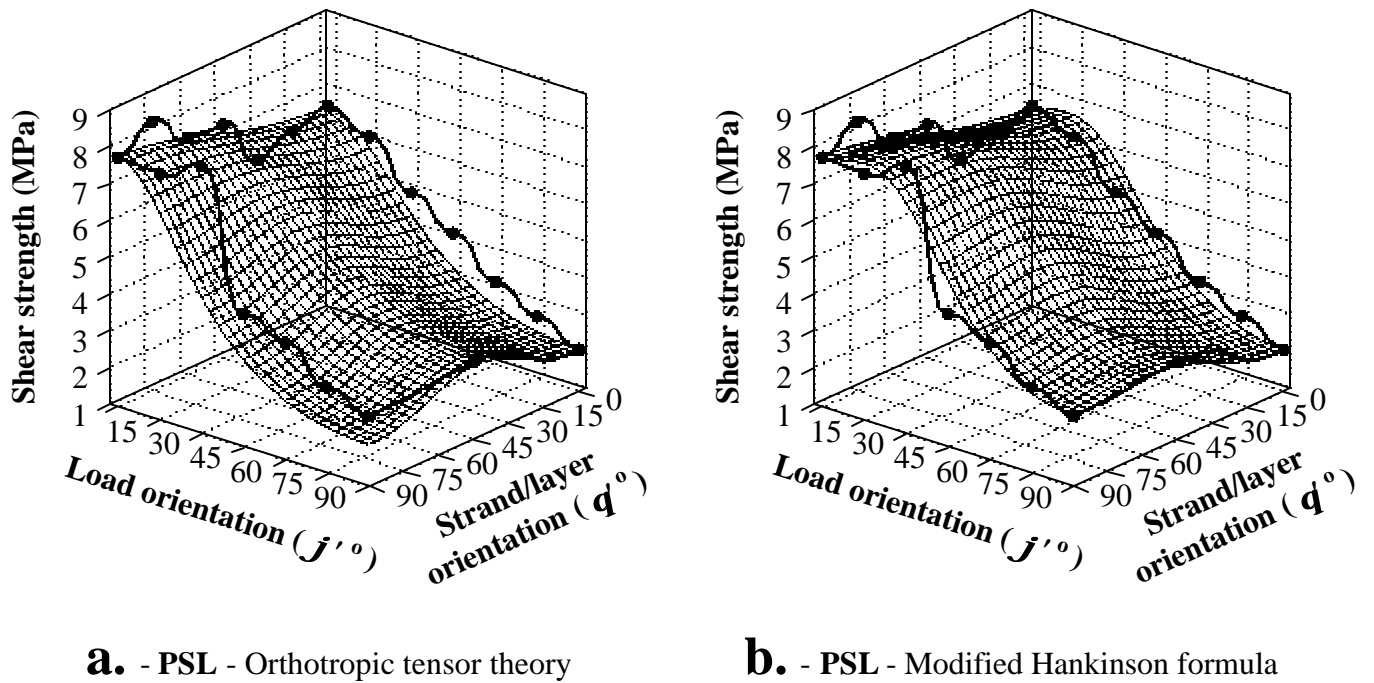 Shear strength (MPa)
9
8
7
6
5
4
3
2
1
15 30 45 60 75 90
Load orientation ( j ' º )
90 75 60 45 30 15 0
Strand/layer
orientation ( q' º )
a. - PSL - Orthotropic tensor theory
Shear strength (MPa)
9
8
7
6
5
4
3
2
1
15 30 45 60 75 90
Load orientation ( j ' º )
90 75 60 45 30 15 0
Strand/layer
orientation ( q' º )
b. - PSL - Modified Hankinson formula